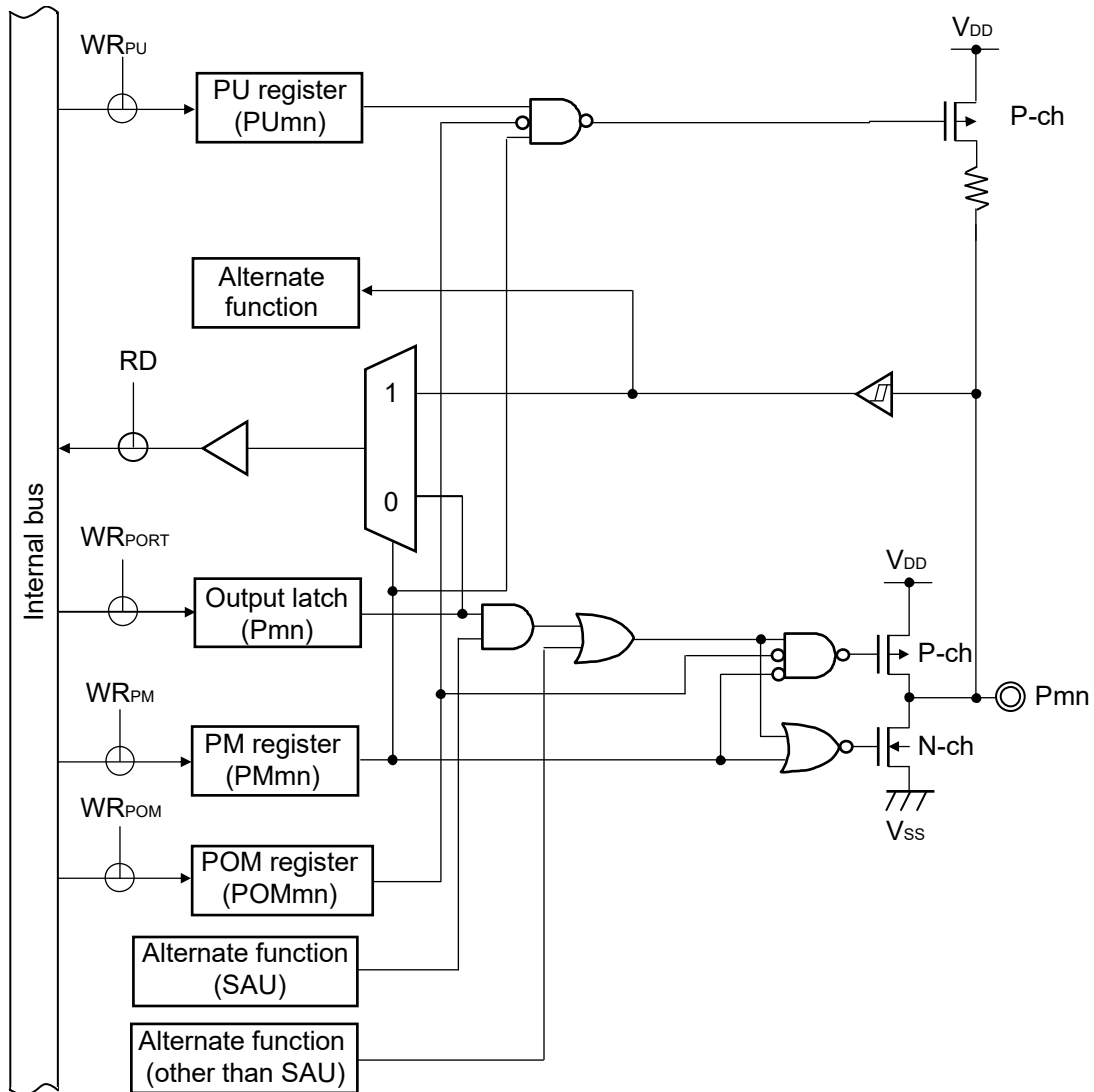 VDD
WRPU
PU register
(PUmn)
P-ch
Alternate
function
RD
1
0
Internal bus
WRPORT
Output latch
(Pmn)
VDD
P-ch
Pmn
WRPM
PM register
(PMmn)
N-ch
VSS
WRPOM
POM register
(POMmn)
Alternate function
(SAU)
Alternate function
(other than SAU)